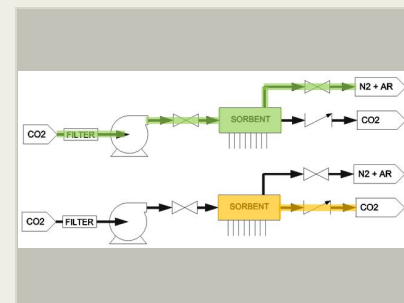 N2 + AR
SORBENT
CO2
CO2
FILTER
N2 + AR
SORBENT
CO2
CO2
FILTER